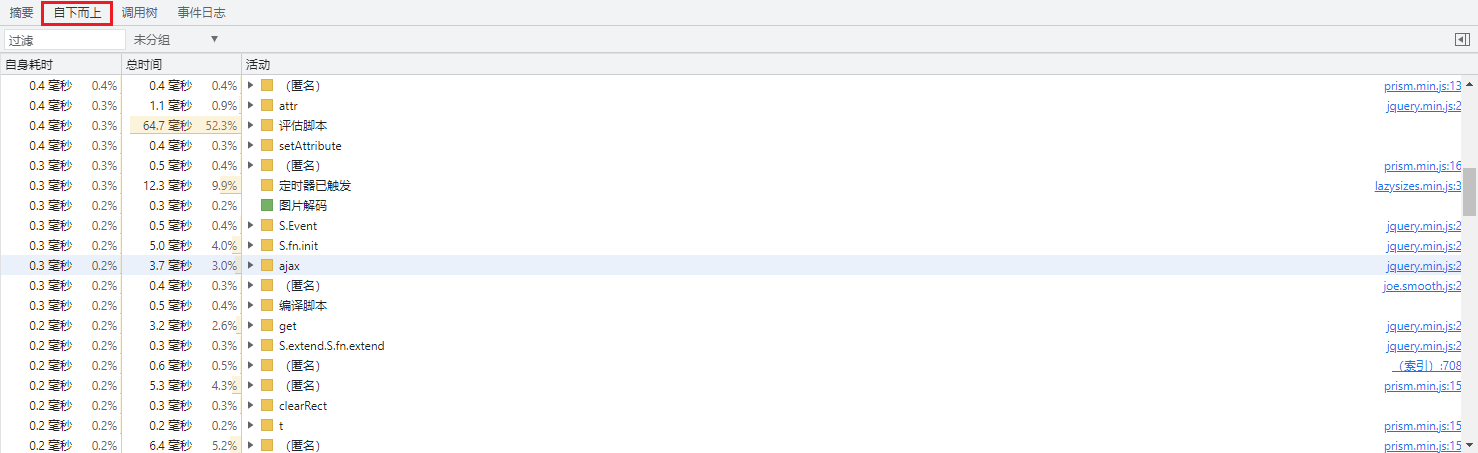 摘要 自下而上 调用树 事件日志
过滤 未分组 ▼
自身耗时 总时间 活动
0.4 毫秒 0.4% 0.4 毫秒 0.4% （匿名） prism.min.js:13
0.4 毫秒 0.3% 1.1 毫秒 0.9% attr jquery.min.js:2
0.4 毫秒 0.3% 64.7 毫秒 52.3% 评估脚本
0.4 毫秒 0.3% 0.4 毫秒 0.3% setAttribute
0.3 毫秒 0.3% 0.5 毫秒 0.4% （匿名） prism.min.js:16
0.3 毫秒 0.3% 12.3 毫秒 9.9% 定时器已触发 lazysizes.min.js:3
0.3 毫秒 0.2% 0.3 毫秒 0.2% 图片解码
0.3 毫秒 0.2% 0.5 毫秒 0.4% S.Event jquery.min.js:2
0.3 毫秒 0.2% 5.0 毫秒 4.0% S.fn.init jquery.min.js:2
0.3 毫秒 0.2% 3.7 毫秒 3.0% ajax jquery.min.js:2
0.3 毫秒 0.2% 0.4 毫秒 0.3% （匿名） joe.smooth.js:2
0.3 毫秒 0.2% 0.5 毫秒 0.4% 编译脚本
0.2 毫秒 0.2% 3.2 毫秒 2.6% get jquery.min.js:2
0.2 毫秒 0.2% 0.3 毫秒 0.3% S.extend.S.fn.extend jquery.min.js:2
0.2 毫秒 0.2% 0.6 毫秒 0.5% （匿名） （索引）:708
0.2 毫秒 0.2% 5.3 毫秒 4.3% （匿名） prism.min.js:15
0.2 毫秒 0.2% 0.3 毫秒 0.3% clearRect
0.2 毫秒 0.2% 0.2 毫秒 0.2% t prism.min.js:15
0.2 毫秒 0.2% 6.4 毫秒 5.2% （匿名） prism.min.js:15